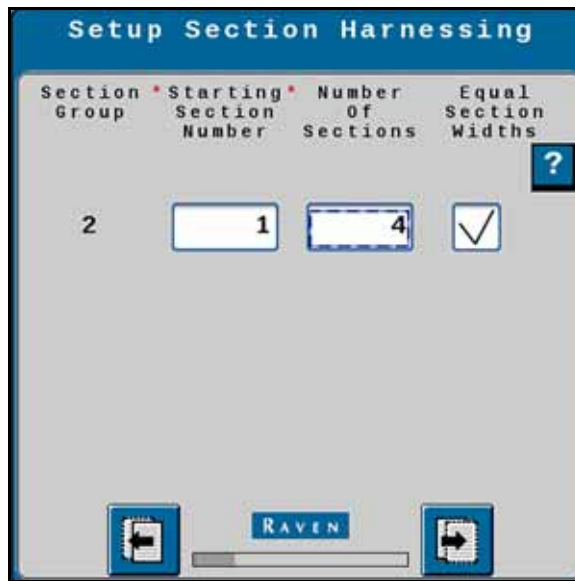 Setup Section Harnessing
Section *Starting* Number Equal
Group Section Of Section
Number Sections Widths
?
2 1 4
RAVEN